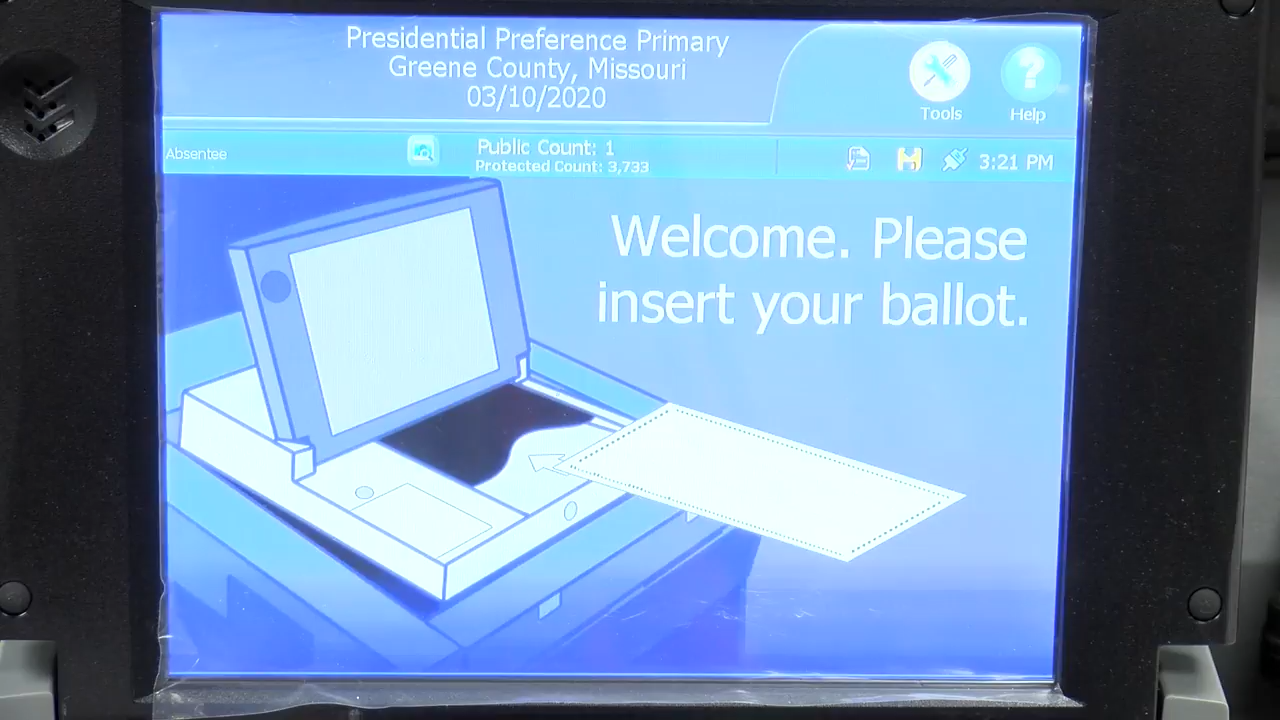 Presidential Preference Primary
Greene County, Missouri
03/10/2020
Tools
Help
Absentee
Public Count: 1
Protected Count: 3,733
3:21 PM
Welcome. Please
insert your ballot.